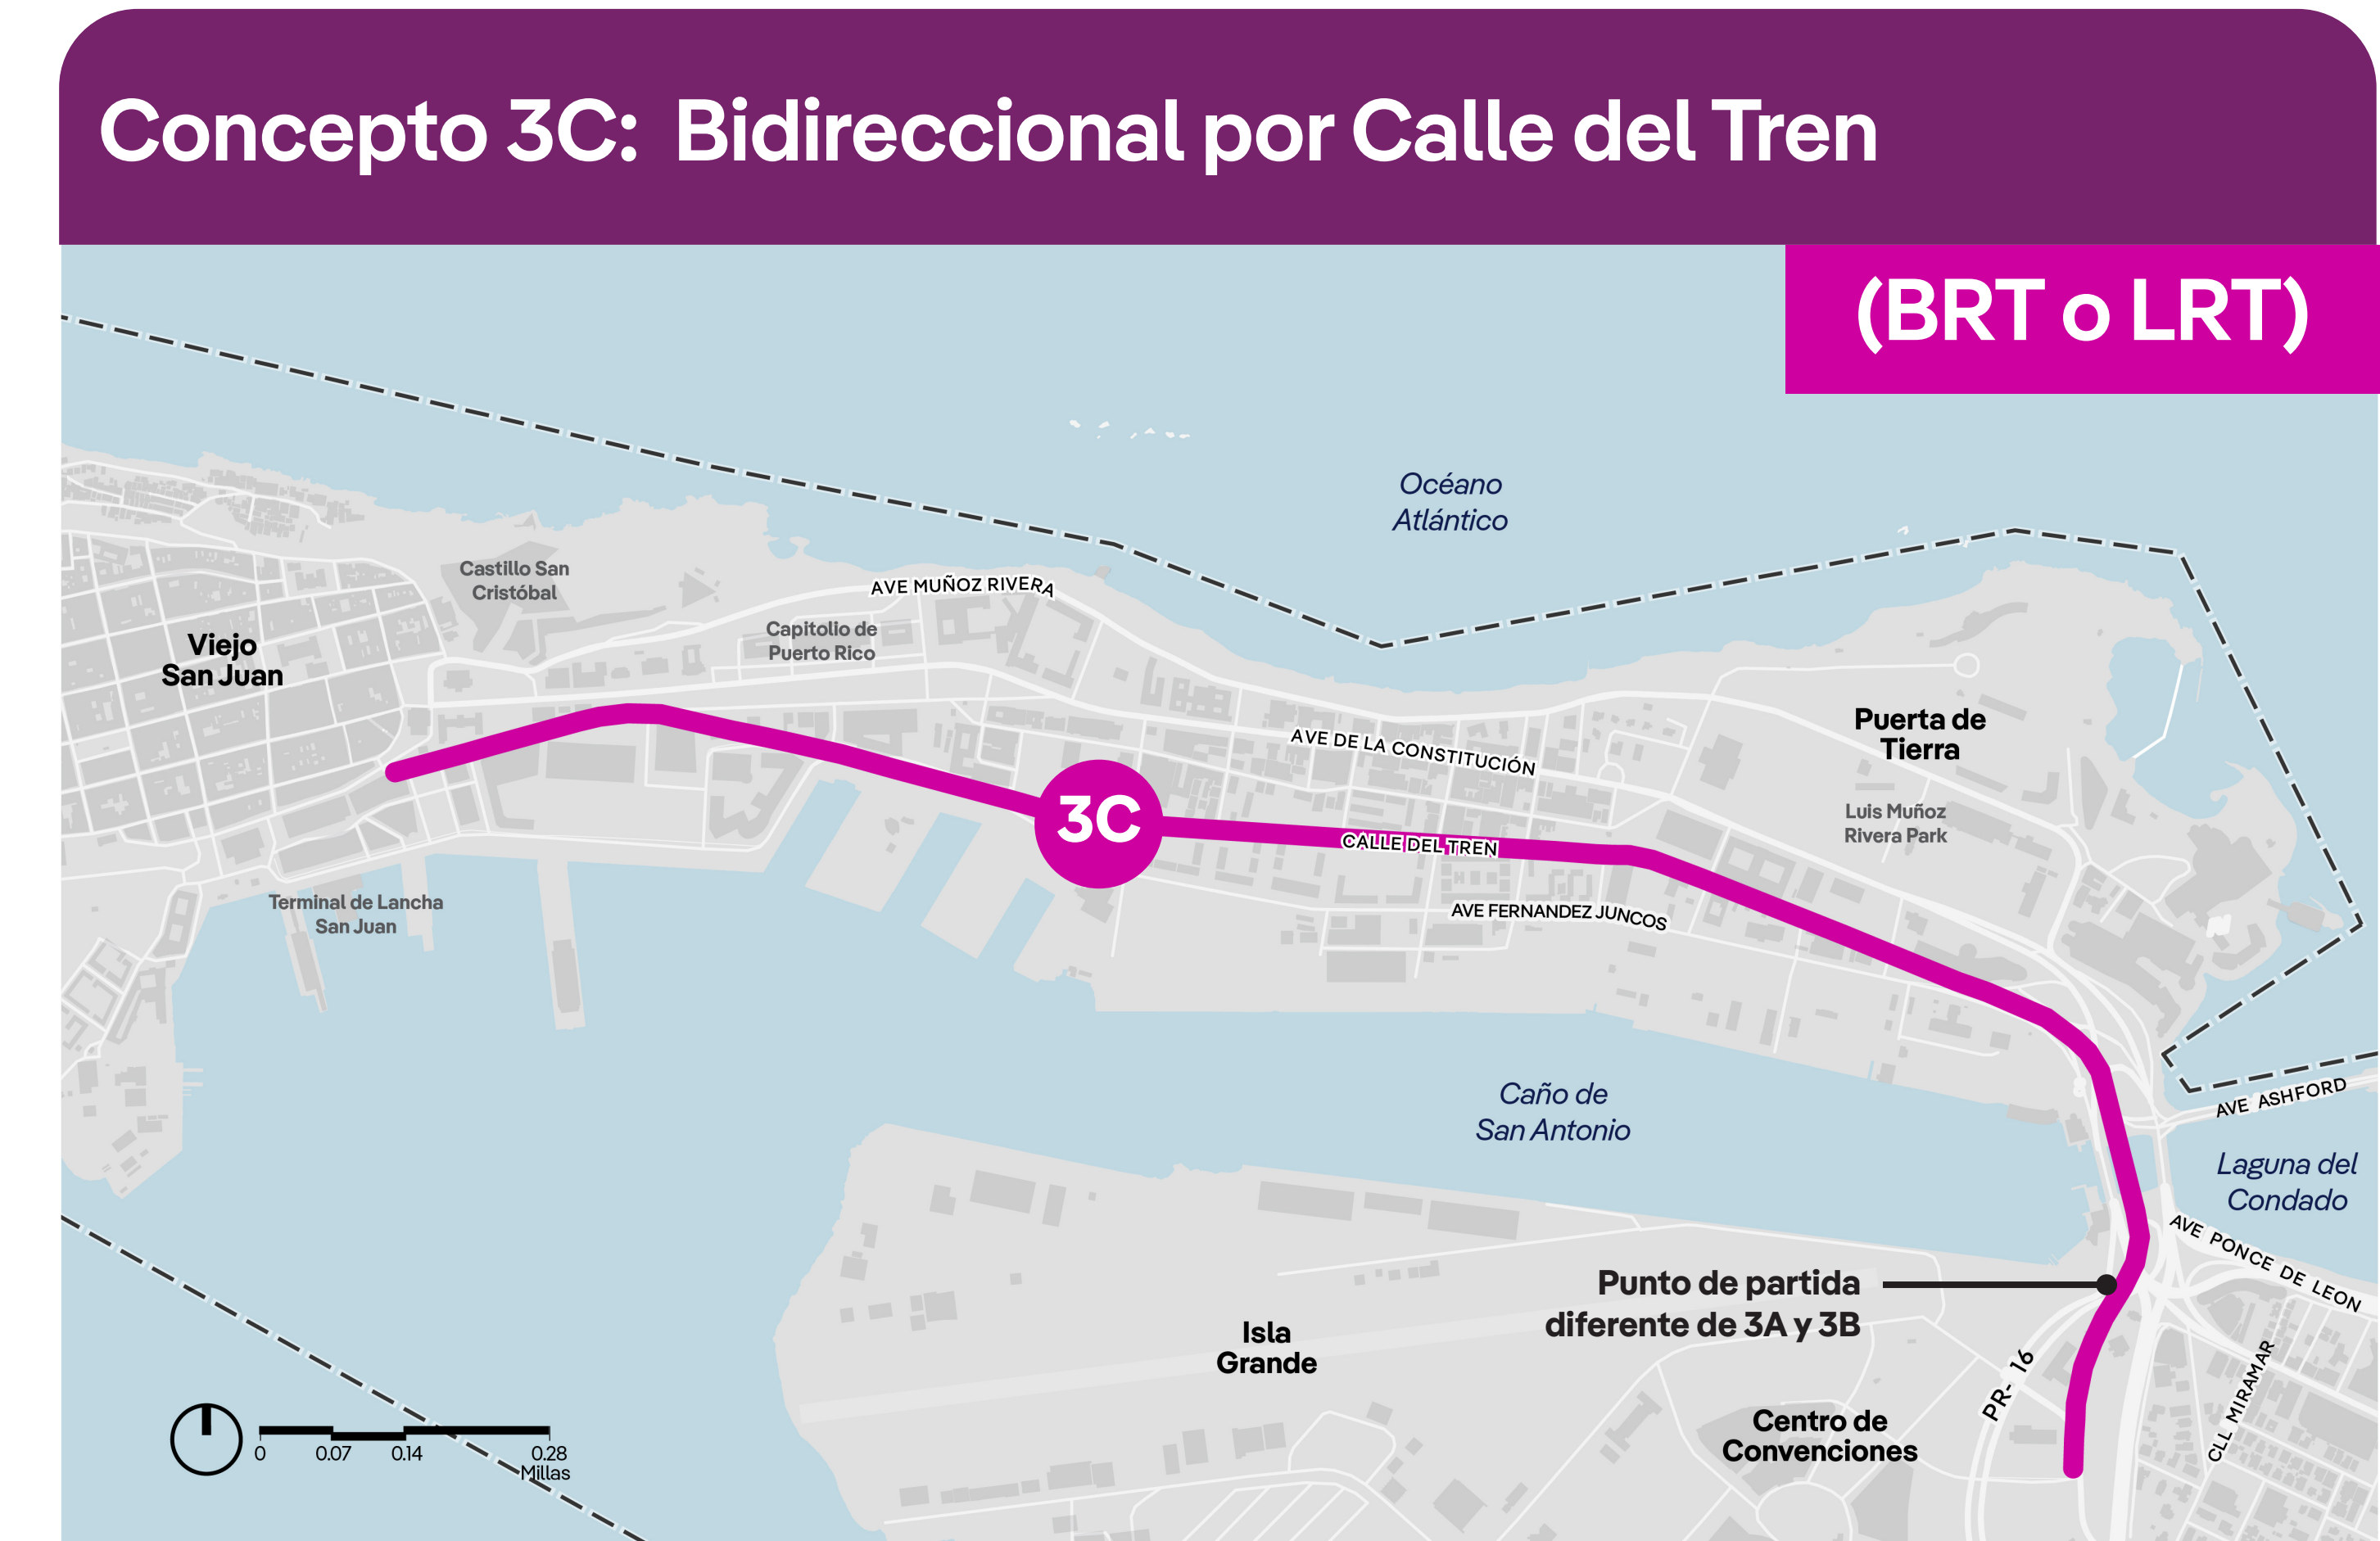 Concepto 3C: Bidireccional por Calle del Tren
(BRT o LRT)
Océano
Atlántico
Castillo San
Cristóbal
AVE MUÑOZ RIVERA
Viejo
San Juan
Capitolio de
Puerto Rico
Puerta de
Tierra
AVE DE LA CONSTITUCIÓN
Luis Muñoz
Rivera Park
3C
CALLE DEL TREN
Terminal de Lancha
San Juan
AVE FERNANDEZ JUNCOS
Caño de
San Antonio
AVE ASHFORD
Laguna del
Condado
AVE PONCE DE LEON
Punto de partida
diferente de 3A y 3B
Isla
Grande
PR- 16
CLL MIRAMAR
Centro de
Convenciones
0 0.07 0.14 0.28
Millas